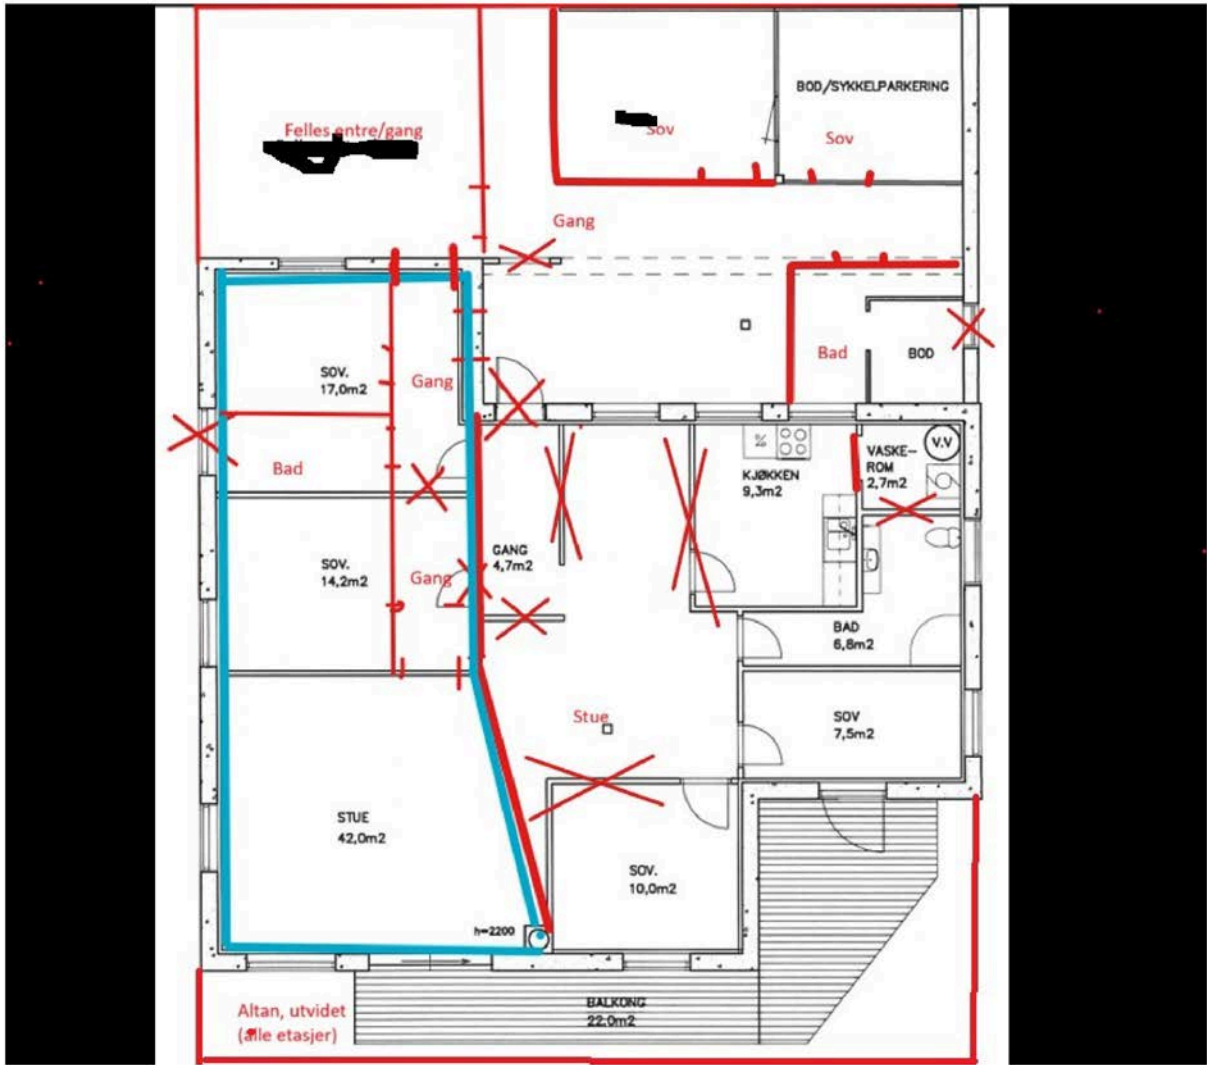 BOD/SYKKELPARKERING
Felles entre/gang
Sov
Sov
Gang
SOV.
17,0m2
Gang
Bad
BOD
Bad
KJØKKEN
9,3m2
VASKE-
ROM
2,7m2
V.V
GANG
4,7m2
SOV.
14,2m2
Gang
BAD
6,8m2
Stue
SOV
7,5m2
STUE
42,0m2
SOV.
10,0m2
h=2200
Altan, utvidet
(alle etasjer)
BALKONG
22,0m2